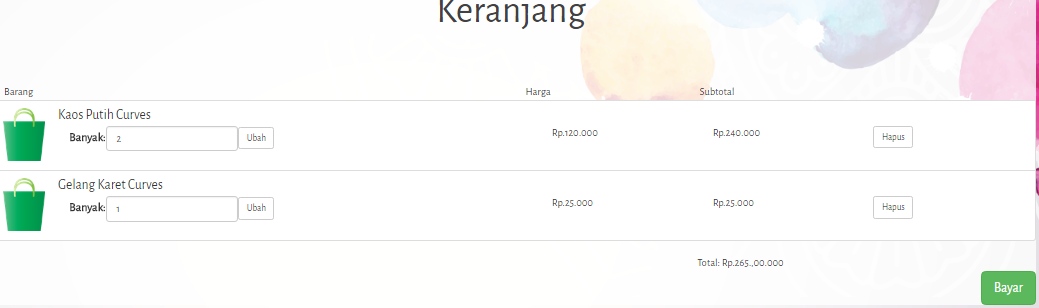 Keranjang
Barang Harga Subtotal
Kaos Putih Curves
Banyak: 2 Ubah Rp.120.000 Rp.240.000 Hapus
Gelang Karet Curves
Banyak: 1 Ubah Rp.25.000 Rp.25.000 Hapus
Total: Rp.265.,00.000
Bayar